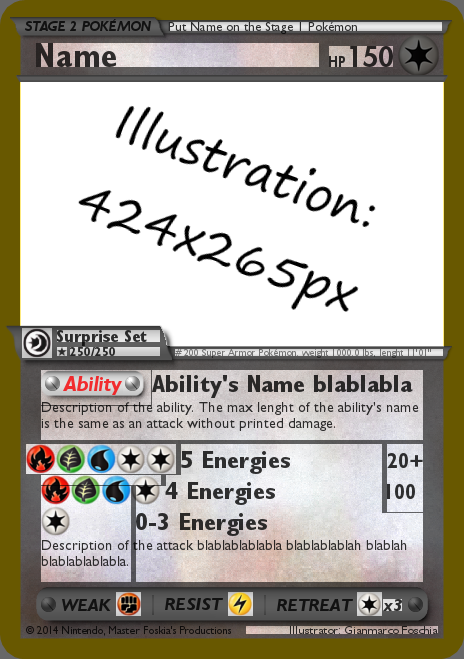 STAGE 2 POKÉMON Put Name on the Stage 1 Pokémon
Name HP 150
Illustration:
424x265px
Surprise Set
★250/250
# 200 Super Armor Pokémon, weight 1000.0 lbs, lenght 11'01"
Ability Ability's Name blablabla
Description of the ability. The max lenght of the ability's name
is the same as an attack without printed damage.
5 Energies 20+
4 Energies 100
0-3 Energies
Description of the attack blablablablabla blablablablah blablah
blablablablabla.
WEAK RESIST RETREAT x3
© 2014 Nintendo, Master Foskia's Productions Illustrator: Gianmarco Foschia